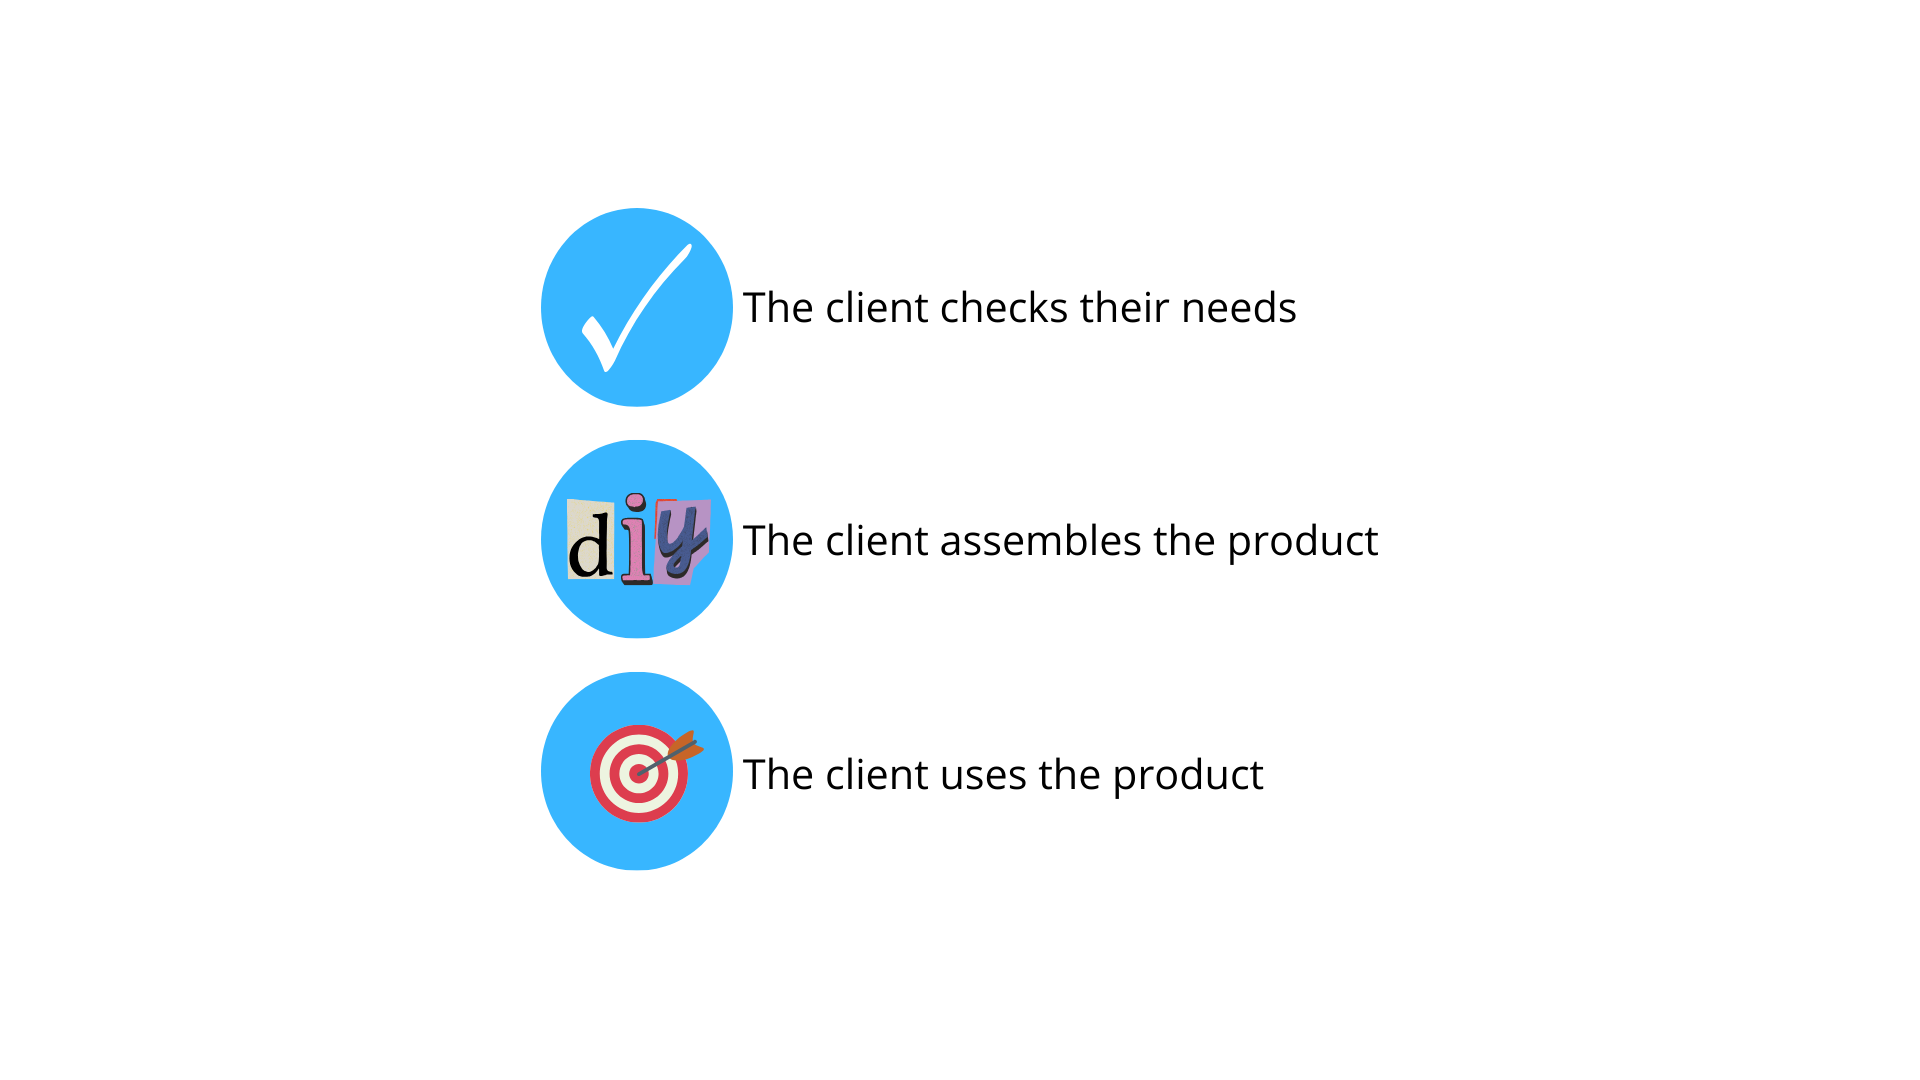 The client checks their needs
diy
The client assembles the product
The client uses the product